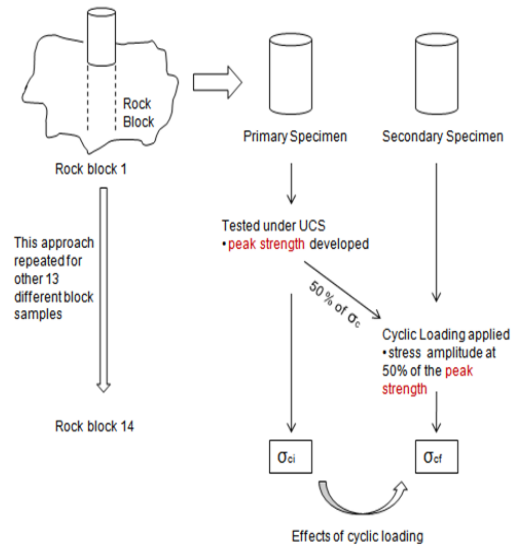 Rock
Block
Rock block 1
This approach
repeated for
other 13
different block
samples
Rock block 14
Primary Specimen
Secondary Specimen
Tested under UCS
•peak strength developed
50% of σc
Cyclic Loading applied
•stress amplitude at
50% of the peak
strength
σci
σcf
Effects of cyclic loading